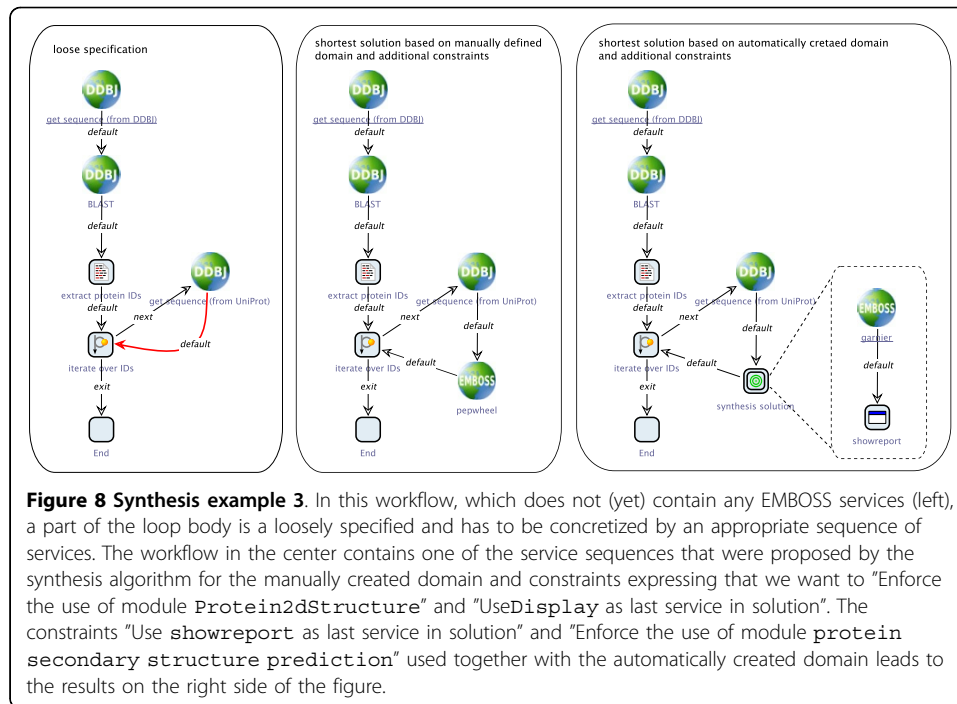 loose specification
DDBJ
get sequence (from DDBJ)
default
DDBJ
BLAST
default
extract protein IDs
default
DDBJ
get sequence (from UniProt)
next
default
iterate over IDs
exit
End
shortest solution based on manually defined
domain and additional constraints
DDBJ
get sequence (from DDBJ)
default
DDBJ
BLAST
default
extract protein IDs
default
DDBJ
get sequence (from UniProt)
next
default
default
iterate over IDs
EMBOSS
pepwheel
exit
End
shortest solution based on automatically cretaed domain
and additional constraints
DDBJ
get sequence (from DDBJ)
default
DDBJ
BLAST
default
extract protein IDs
default
DDBJ
get sequence (from UniProt)
next
default
default
iterate over IDs
synthesis solution
exit
End
EMBOSS
garnier
default
showreport
Figure 8 Synthesis example 3. In this workflow, which does not (yet) contain any EMBOSS services (left),
a part of the loop body is a loosely specified and has to be concretized by an appropriate sequence of
services. The workflow in the center contains one of the service sequences that were proposed by the
synthesis algorithm for the manually created domain and constraints expressing that we want to "Enforce
the use of module Protein2dStructure" and "UseDisplay as last service in solution". The
constraints "Use showreport as last service in solution" and "Enforce the use of module protein
secondary structure prediction" used together with the automatically created domain leads to
the results on the right side of the figure.